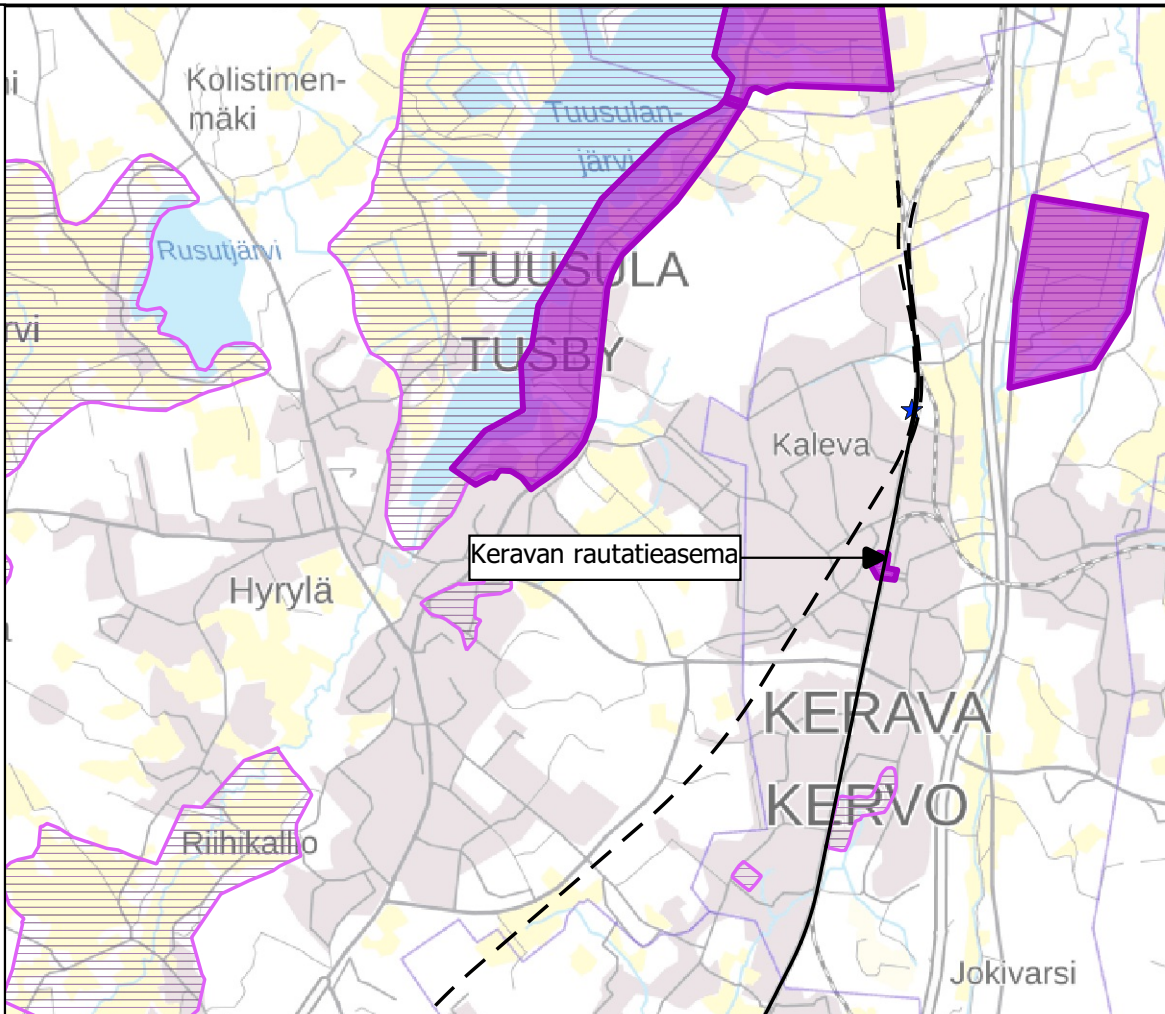 Kolistimen-
mäki
Tuusulan-
järvi
Rusutjärvi
TUUSULA
rvi
TUSBY
Kaleva
Keravan rautatieasema
Hyrylä
KERAVA
KERVO
Riihikallio
Jokivarsi